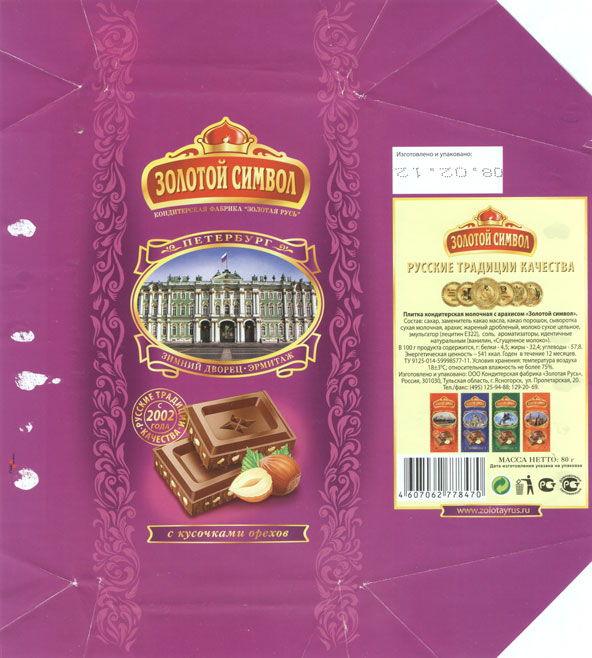 ЗОЛОТОЙ СИМВОЛ
КОНДИТЕРСКАЯ ФАБРИКА "ЗОЛОТАЯ РУСЬ"
ПЕТЕРБУРГ
ЗИМНИЙ ДВОРЕЦ · ЭРМИТАЖ
РУССКИЕ ТРАДИЦИИ КАЧЕСТВА
С
2002
ГОДА
с кусочками орехов
Изготовлено и упаковано:
08.02.12
ЗОЛОТОЙ СИМВОЛ
РУССКИЕ ТРАДИЦИИ КАЧЕСТВА
Плитка кондитерская молочная с арахисом «Золотой символ».
Состав: сахар, заменитель какао масла, какао порошок, сыворотка
сухая молочная, арахис жареный дробленый, молоко сухое цельное,
эмульгатор (лецитин Е322), соль, ароматизаторы, идентичные
натуральным (ванилин, «Сгущенное молоко»).
В 100 г продукта содержится, г: белки - 4,5; жиры - 32,4; углеводы - 57,8.
Энергетическая ценность – 541 ккал. Годен в течение 12 месяцев.
ТУ 9125-014-59998577-11. Условия хранения: температура воздуха
18±3°С; относительная влажность не более 75%.
Изготовлено и упаковано: ООО Кондитерская фабрика «Золотая Русь»,
Россия, 301030, Тульская область, г. Ясногорск, ул. Пролетарская, 20.
Тел./факс: (495) 125-94-88; 129-20-69.
МАССА НЕТТО: 80 г
Дата изготовления указана на упаковке
4 607062 778470
www.zolotayrus.ru